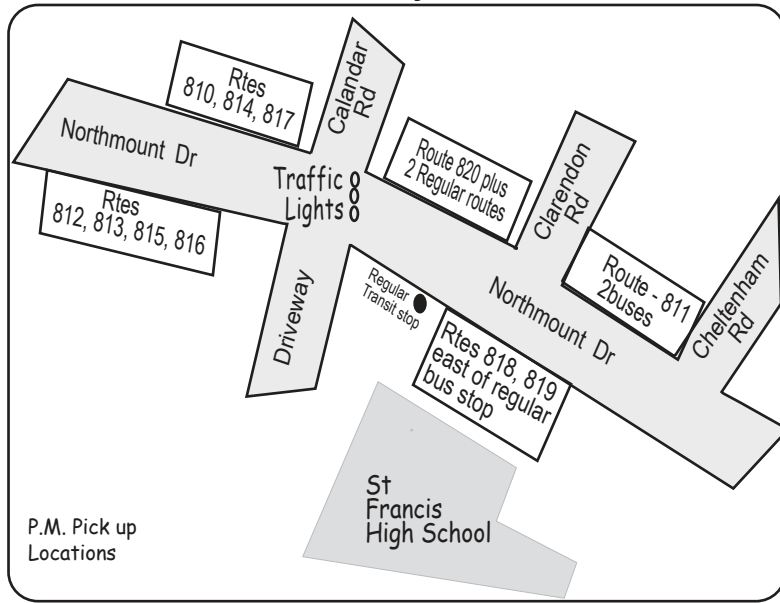 Rtes
810, 814, 817
Calandar
Rd
Northmount Dr
Route 820 plus
2 Regular routes
Clarendon
Rd
Traffic
Lights
Rtes
812, 813, 815, 816
Route - 811
2buses
Cheltenham
Rd
Driveway
Regular
Transit stop
Northmount Dr
Rtes 818, 819
east of regular
bus stop
St
Francis
High School
P.M. Pick up
Locations